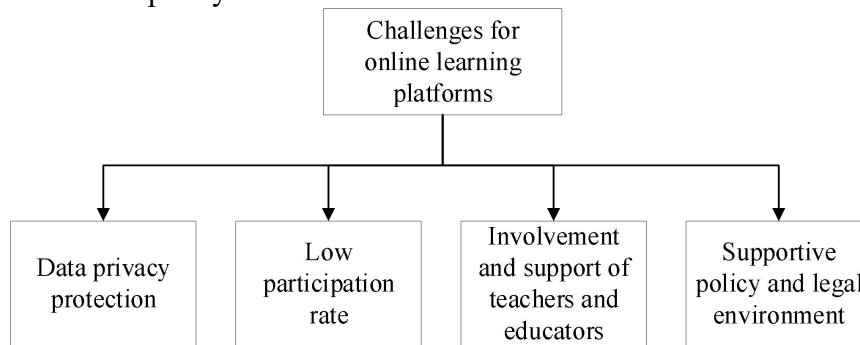 Challenges for
online learning
platforms
Data privacy
protection
Low
participation
rate
Involvement
and support of
teachers and
educators
Supportive
policy and legal
environment